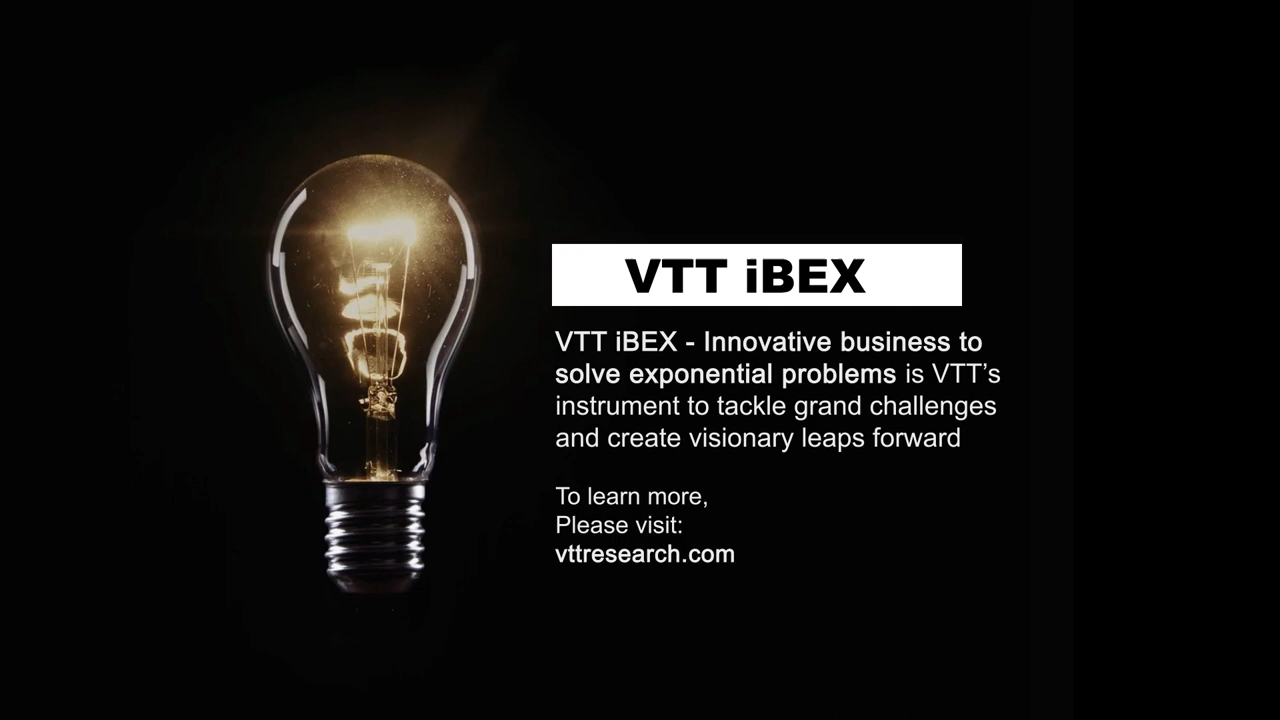 VTT iBEX
VTT iBEX - Innovative business to
solve exponential problems is VTT’s
instrument to tackle grand challenges
and create visionary leaps forward
To learn more,
Please visit:
vttresearch.com